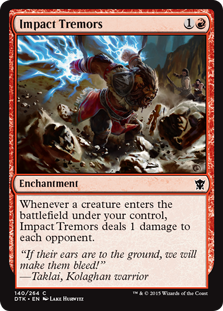 Impact Tremors
Enchantment
Whenever a creature enters the
battlefield under your control,
Impact Tremors deals 1 damage to
each opponent.
"If their ears are to the ground, we will
make them bleed!"
—Taklai, Kolaghan warrior
140/264 C
DTK • EN Lake Hurwitz
™ & © 2015 Wizards of the Coast